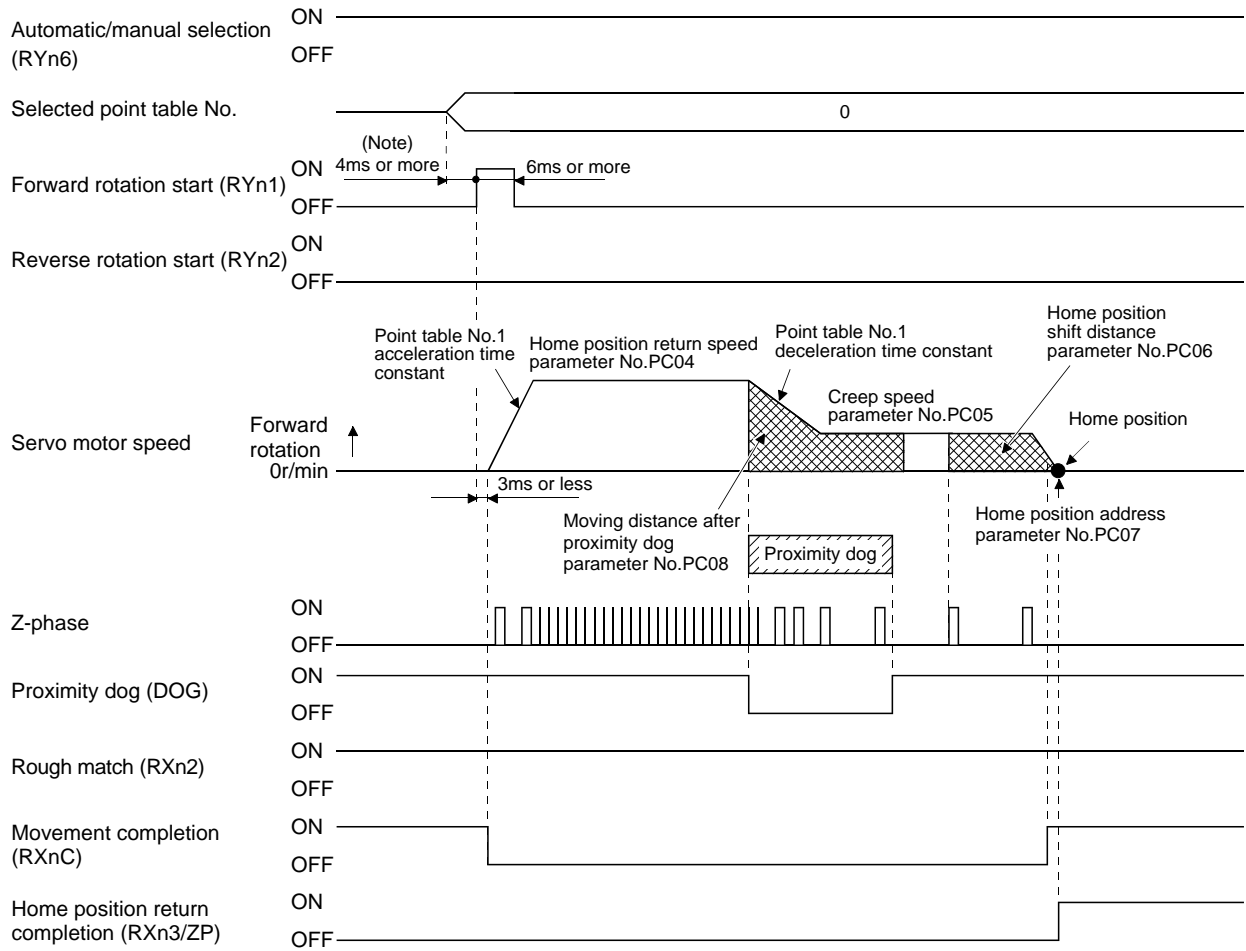 Automatic/manual selection
(RYn6)
ON
OFF
Selected point table No.
0
(Note)
4ms or more
6ms or more
Forward rotation start (RYn1)
ON
OFF
Reverse rotation start (RYn2)
ON
OFF
Point table No.1
acceleration time
constant
Home position return speed
parameter No.PC04
Point table No.1
deceleration time constant
Home position
shift distance
parameter No.PC06
Creep speed
parameter No.PC05
Home position
Servo motor speed
Forward
rotation
0r/min
3ms or less
Moving distance after
proximity dog
parameter No.PC08
Proximity dog
Home position address
parameter No.PC07
Z-phase
ON
OFF
Proximity dog (DOG)
ON
OFF
Rough match (RXn2)
ON
OFF
Movement completion
(RXnC)
ON
OFF
Home position return
completion (RXn3/ZP)
ON
OFF